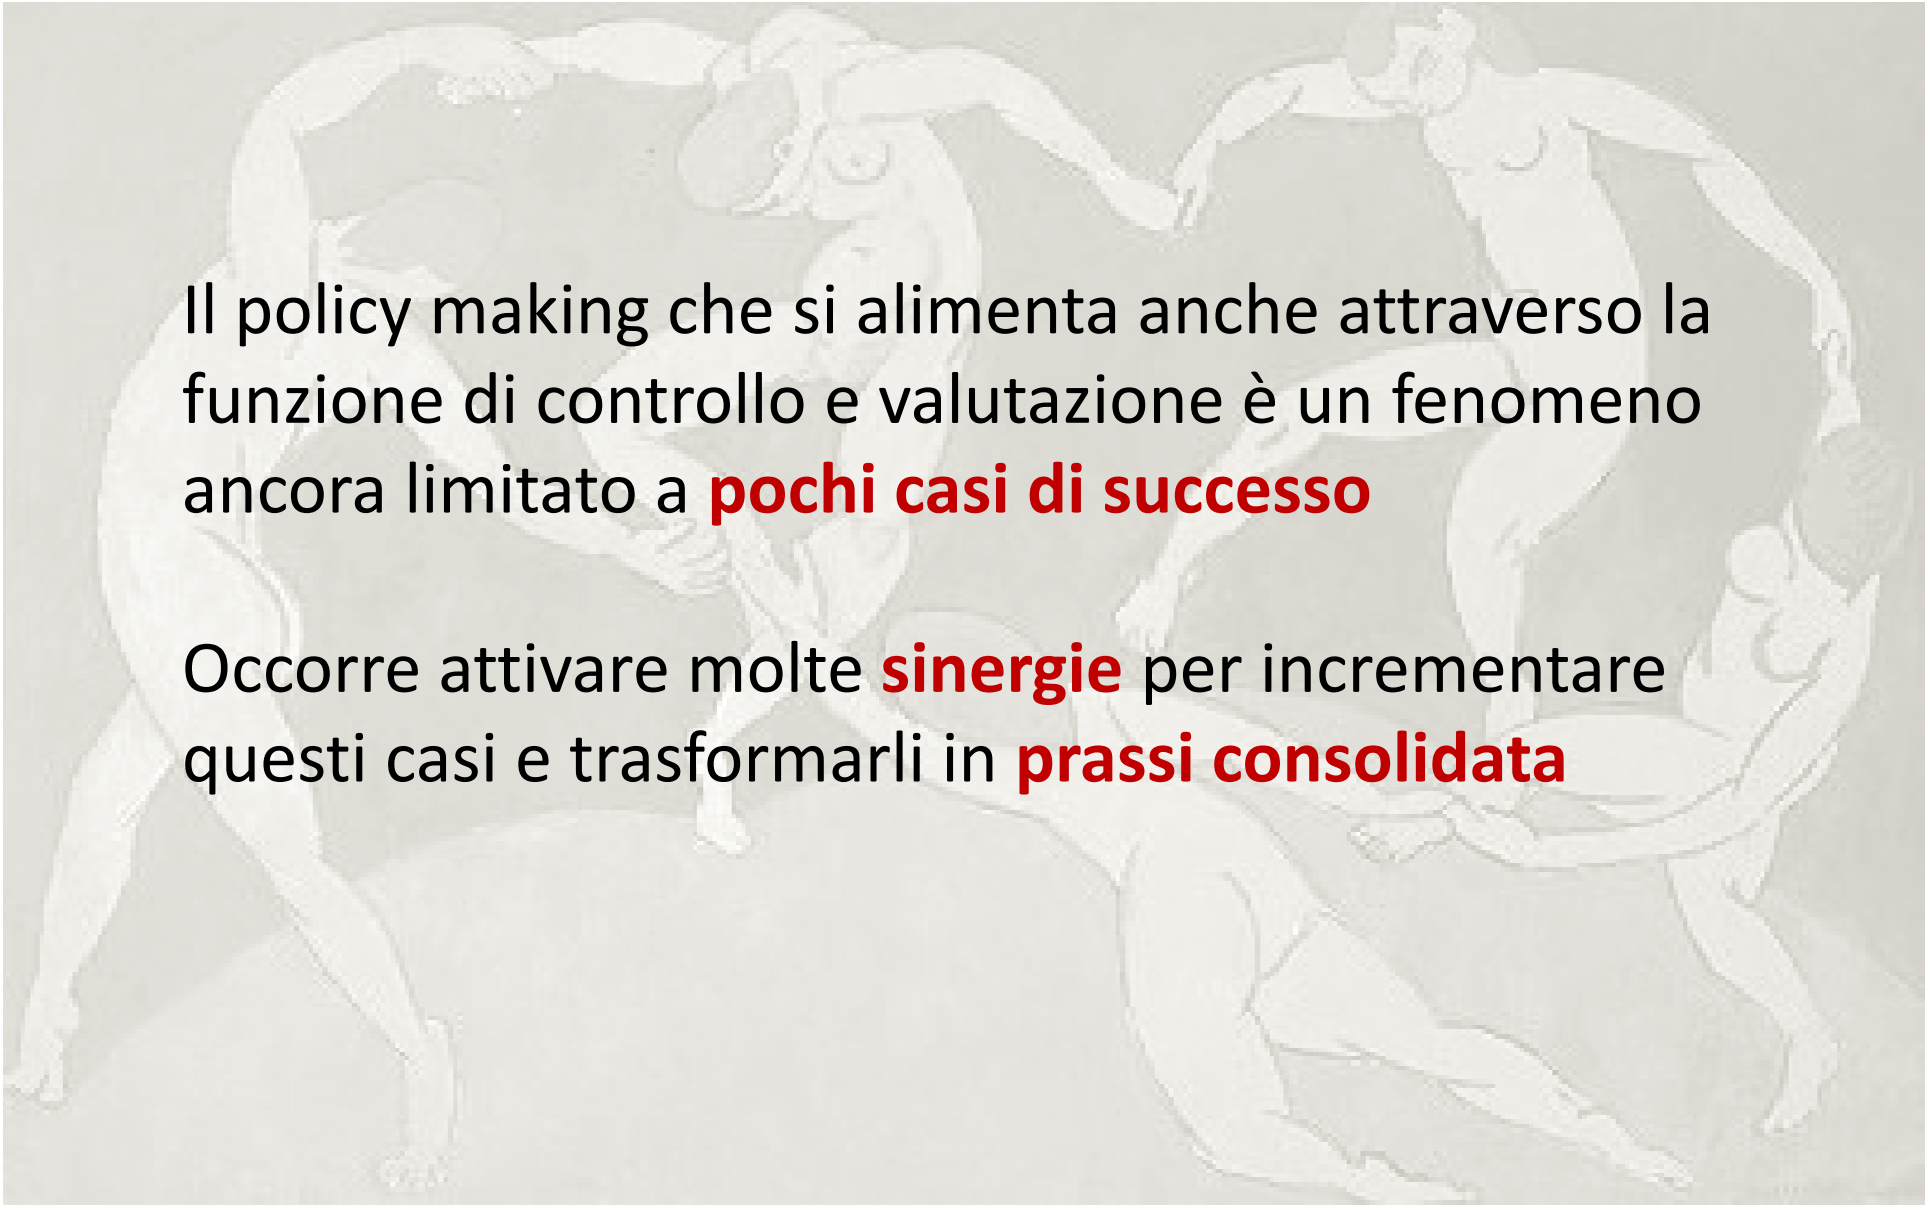 Il policy making che si alimenta anche attraverso la
funzione di controllo e valutazione è un fenomeno
ancora limitato a pochi casi di successo
Occorre attivare molte sinergie per incrementare
questi casi e trasformarli in prassi consolidata